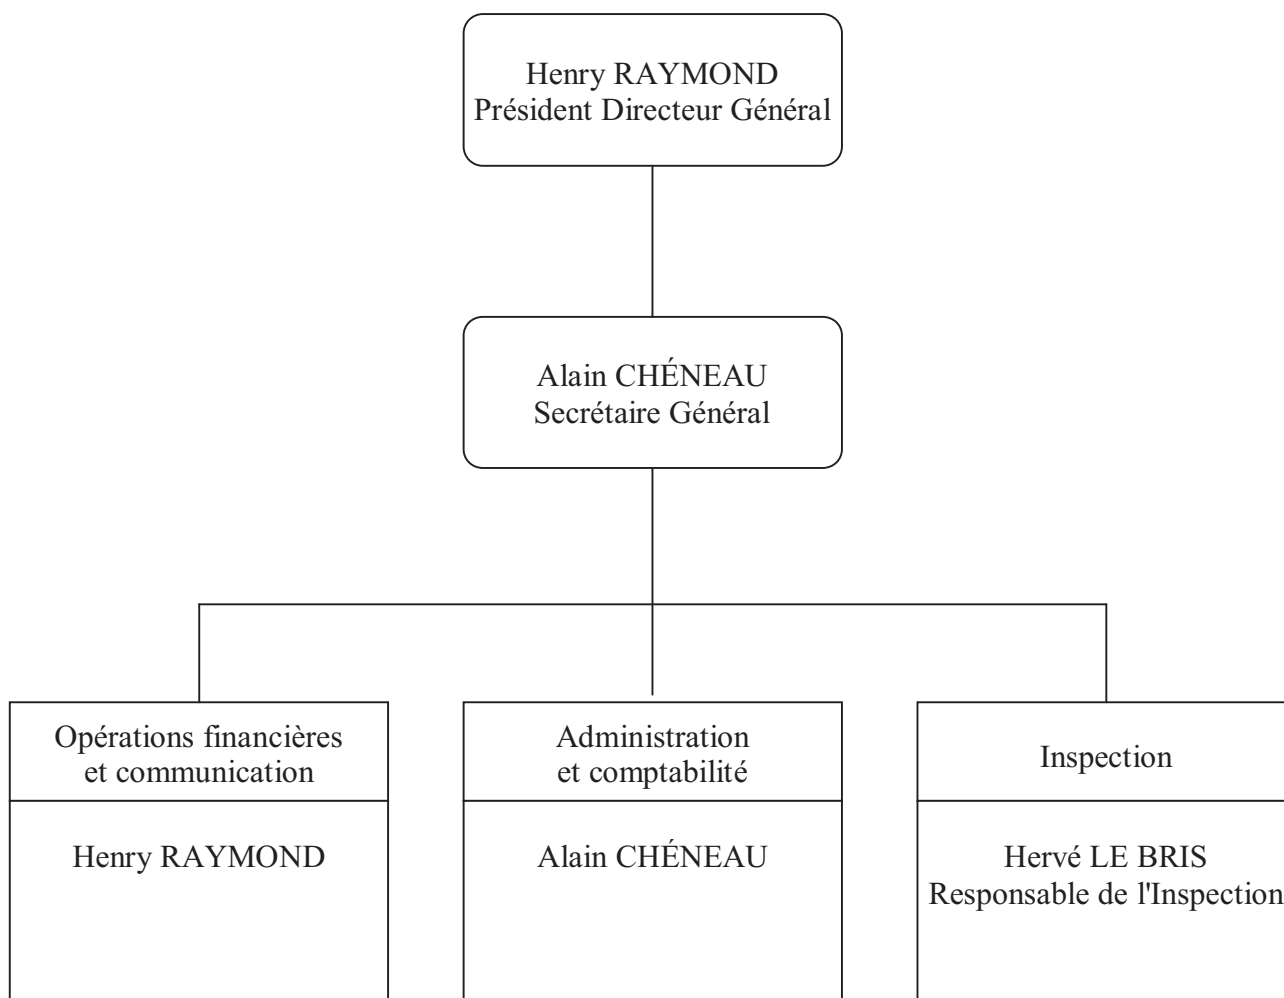 Henry RAYMOND
Président Directeur Général
Alain CHÉNEAU
Secrétaire Général
Opérations financières
et communication
Henry RAYMOND
Administration
et comptabilité
Alain CHÉNEAU
Inspection
Hervé LE BRIS
Responsable de l'Inspection